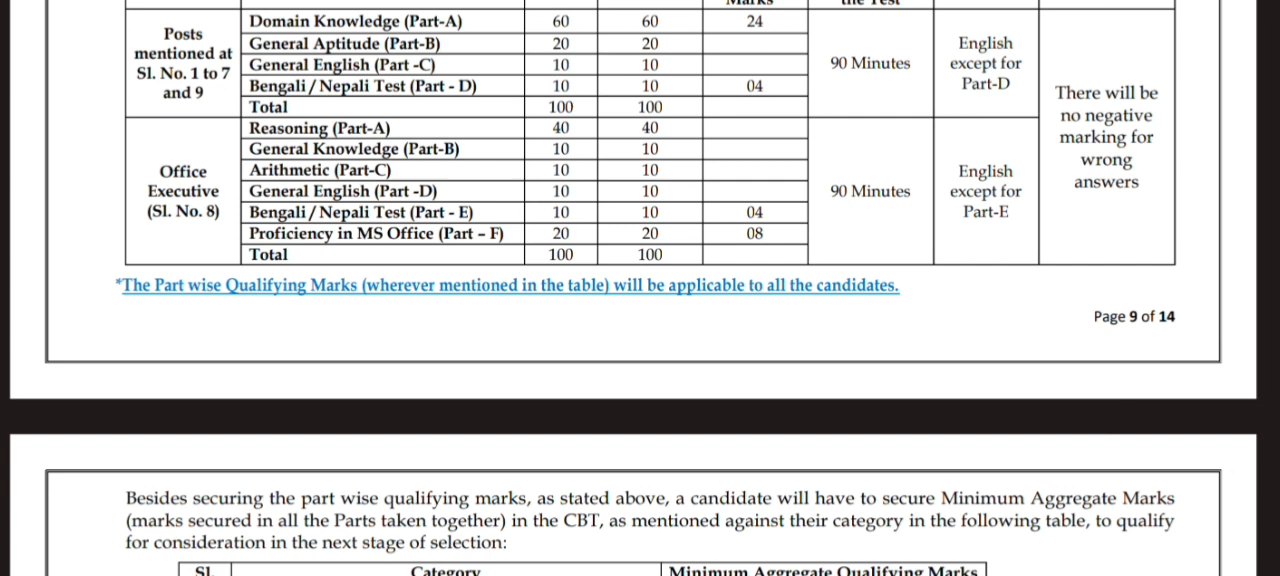 Marks the Test
Posts mentioned at Sl. No. 1 to 7 and 9
Domain Knowledge (Part-A) 60 60 24
General Aptitude (Part-B) 20 20
General English (Part -C) 10 10
Bengali / Nepali Test (Part - D) 10 10 04
Total 100 100
90 Minutes
English except for Part-D
There will be no negative marking for wrong answers
Office Executive (Sl. No. 8)
Reasoning (Part-A) 40 40
General Knowledge (Part-B) 10 10
Arithmetic (Part-C) 10 10
General English (Part -D) 10 10
Bengali / Nepali Test (Part - E) 10 10 04
Proficiency in MS Office (Part – F) 20 20 08
Total 100 100
90 Minutes
English except for Part-E
*The Part wise Qualifying Marks (wherever mentioned in the table) will be applicable to all the candidates.
Page 9 of 14
Besides securing the part wise qualifying marks, as stated above, a candidate will have to secure Minimum Aggregate Marks
(marks secured in all the Parts taken together) in the CBT, as mentioned against their category in the following table, to qualify
for consideration in the next stage of selection:
Sl. Category Minimum Aggregate Qualifying Marks